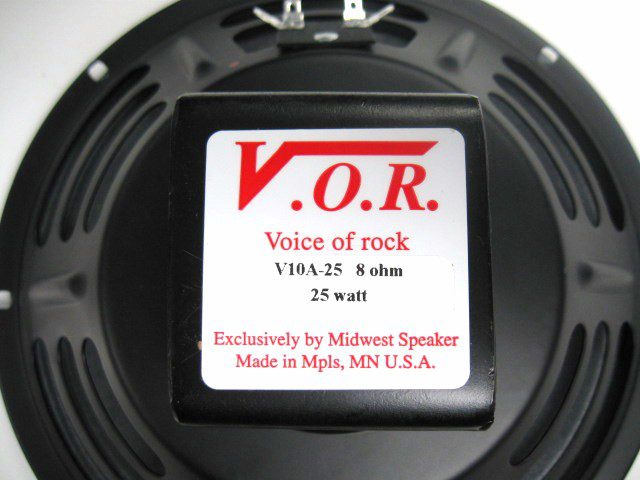 V.O.R.
Voice of rock
V10A-25 8 ohm
25 watt
Exclusively by Midwest Speaker
Made in Mpls, MN U.S.A.